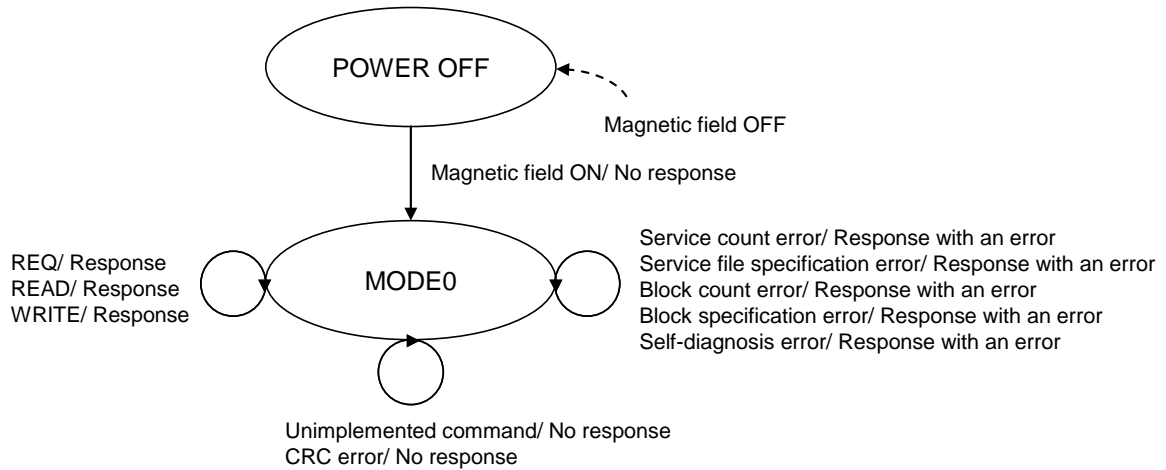 POWER OFF
Magnetic field OFF
Magnetic field ON/ No response
REQ/ Response
READ/ Response
WRITE/ Response
MODE0
Service count error/ Response with an error
Service file specification error/ Response with an error
Block count error/ Response with an error
Block specification error/ Response with an error
Self-diagnosis error/ Response with an error
Unimplemented command/ No response
CRC error/ No response